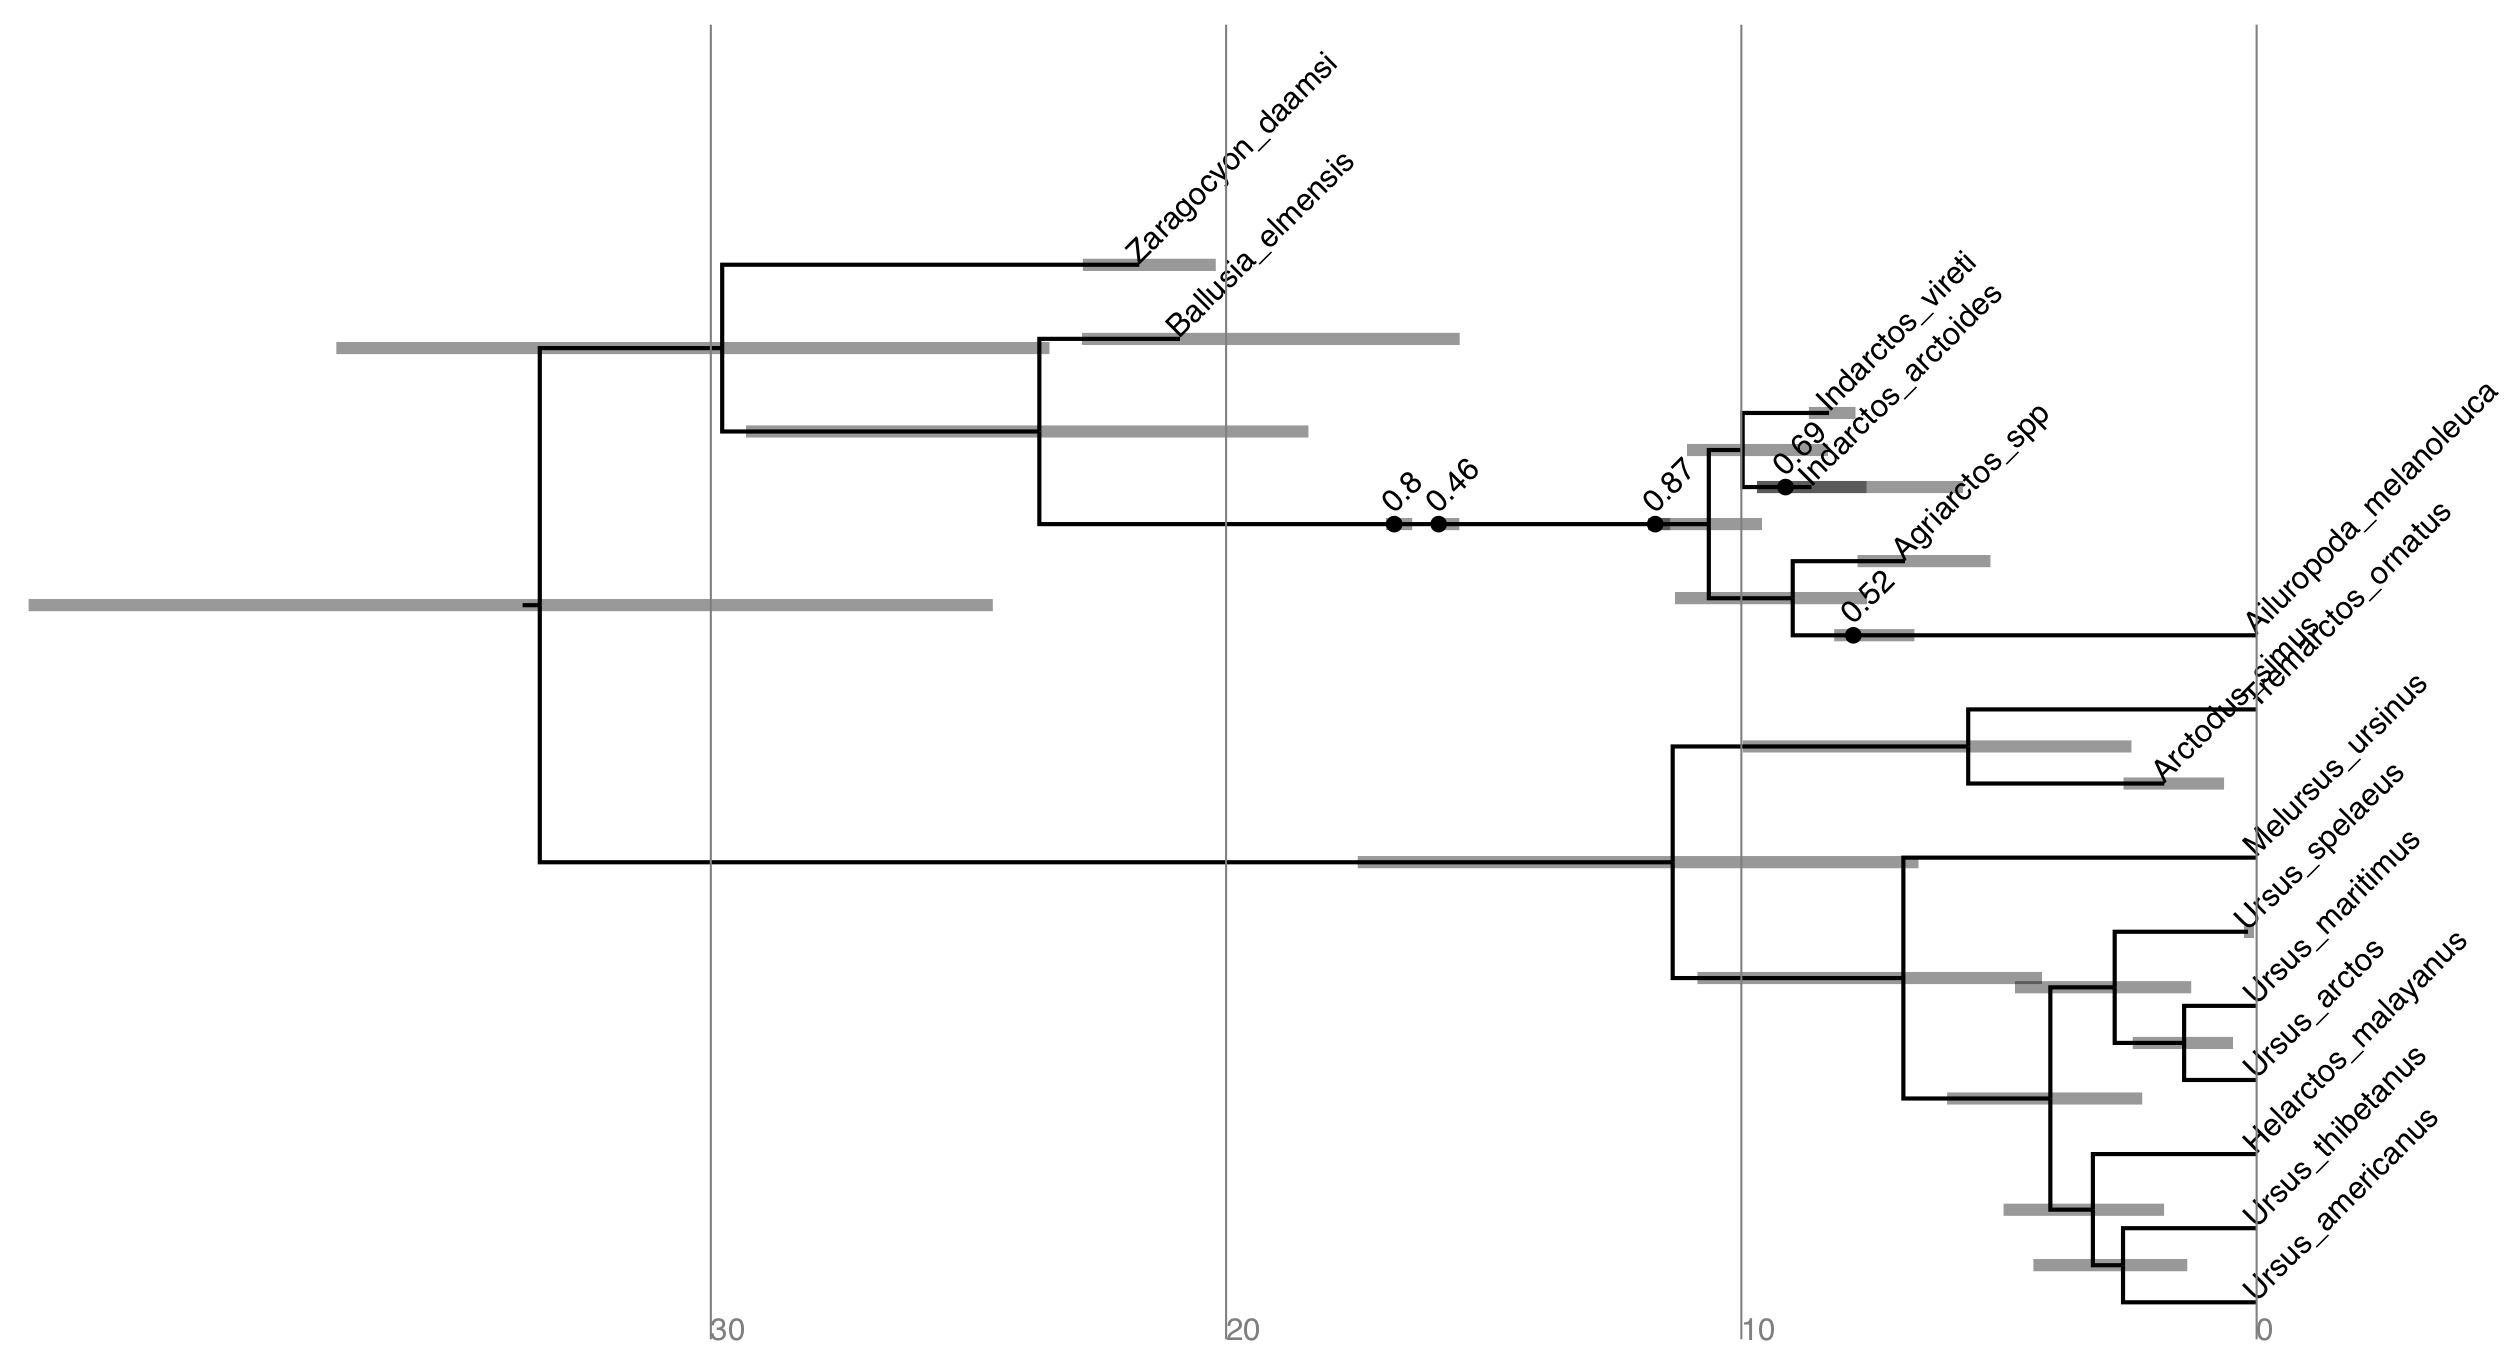 Zaragocyon_daamsi
Ballusia_elmensis
Indarctos_vireti
0.69
Indarctos_arctoides
0.8
0.46
0.87
Agriarctos_spp
0.52
Ailuropoda_melanoleuca
Tremarctos_ornatus
Arctodus_simus
Melursus_ursinus
Ursus_spelaeus
Ursus_maritimus
Ursus_arctos
Helarctos_malayanus
Ursus_thibetanus
Ursus_americanus
30 20 10 0